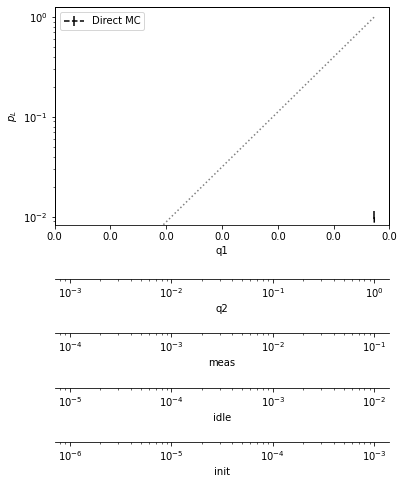 10⁰
Direct MC
10⁻¹
p_L
10⁻²
0.0 0.0 0.0 0.0 0.0 0.0 0.0
q1
10⁻³ 10⁻² 10⁻¹ 10⁰
q2
10⁻⁴ 10⁻³ 10⁻² 10⁻¹
meas
10⁻⁵ 10⁻⁴ 10⁻³ 10⁻²
idle
10⁻⁶ 10⁻⁵ 10⁻⁴ 10⁻³
init